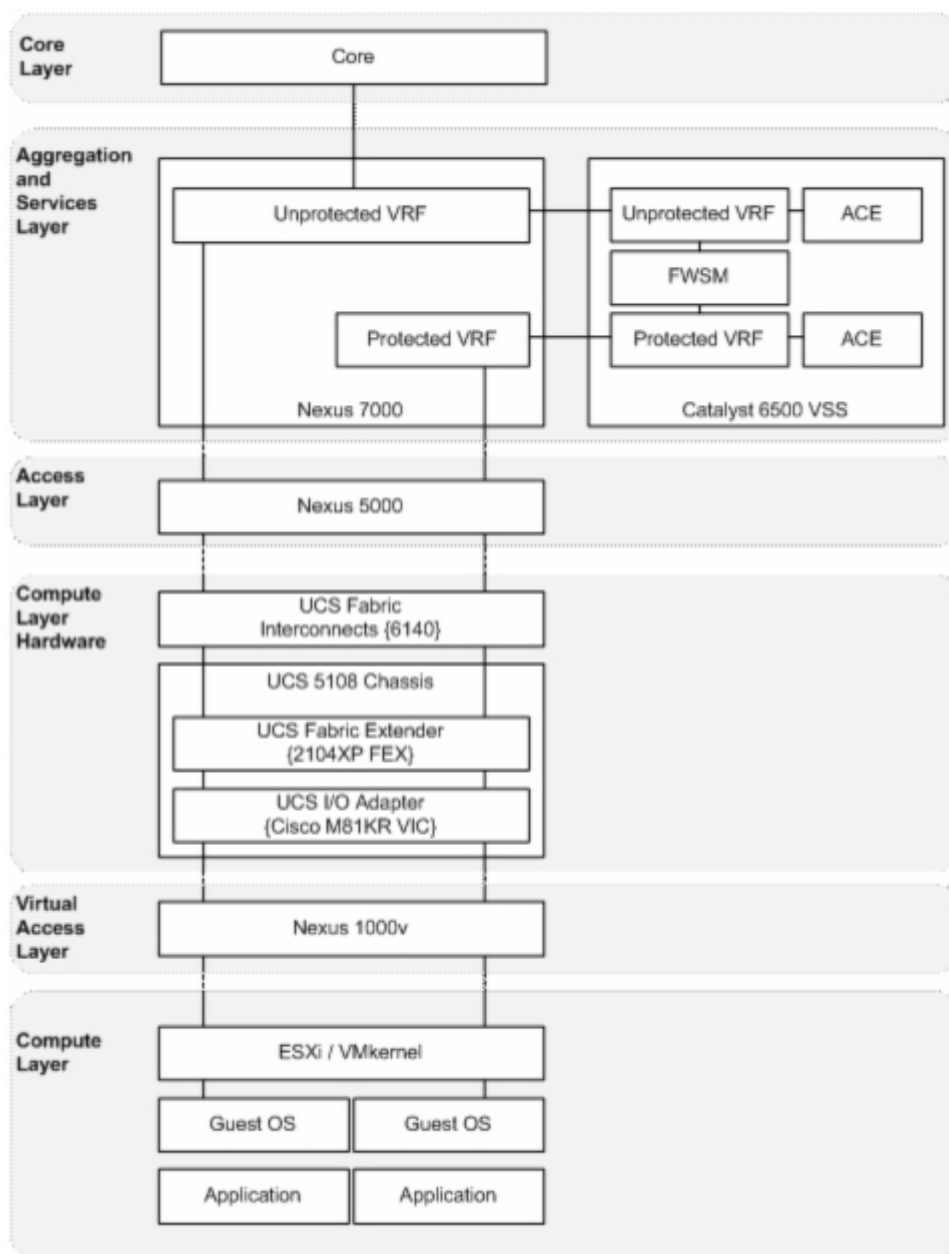 Core
Layer
Core
Aggregation
and
Services
Layer
Unprotected VRF
Unprotected VRF
ACE
FWSM
Protected VRF
Protected VRF
ACE
Nexus 7000
Catalyst 6500 VSS
Access
Layer
Nexus 5000
Compute
Layer
Hardware
UCS Fabric
Interconnects {6140}
UCS 5108 Chassis
UCS Fabric Extender
{2104XP FEX}
UCS I/O Adapter
{Cisco M81KR VIC}
Virtual
Access
Layer
Nexus 1000v
Compute
Layer
ESXi / VMkernel
Guest OS
Guest OS
Application
Application